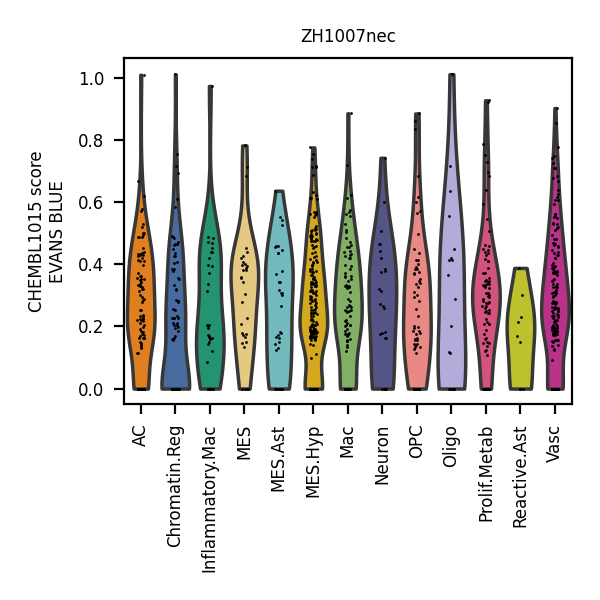 ZH1007nec
CHEMBL1015 score
EVANS BLUE
1.0
0.8
0.6
0.4
0.2
0.0
AC
Chromatin.Reg
Inflammatory.Mac
MES
MES.Ast
MES.Hyp
Mac
Neuron
OPC
Oligo
Prolif.Metab
Reactive.Ast
Vasc